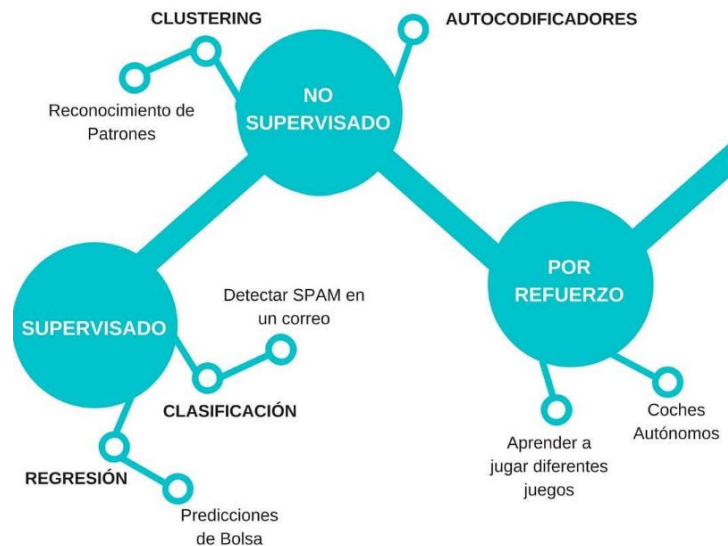 CLUSTERING
AUTOCODIFICADORES
Reconocimiento de
Patrones
NO
SUPERVISADO
SUPERVISADO
Detectar SPAM en
un correo
CLASIFICACIÓN
REGRESIÓN
Predicciones
de Bolsa
POR
REFUERZO
Aprender a
jugar diferentes
juegos
Coches
Autónomos